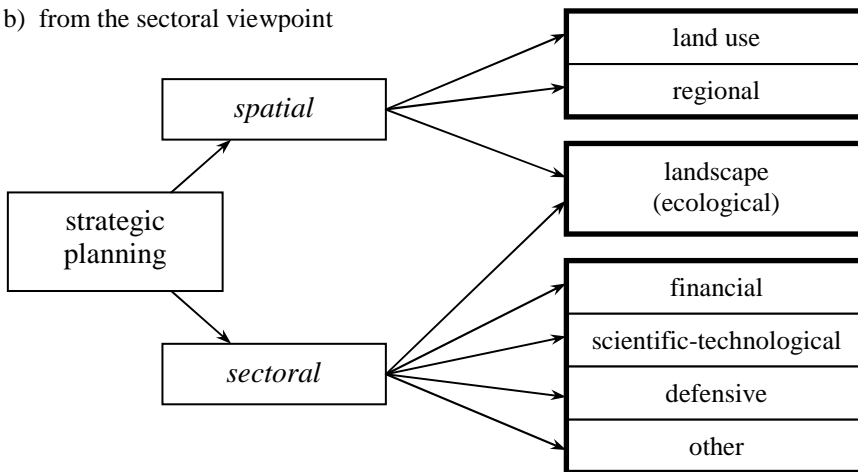 b) from the sectoral viewpoint
land use
regional
spatial
landscape
(ecological)
strategic
planning
financial
scientific-technological
sectoral
defensive
other